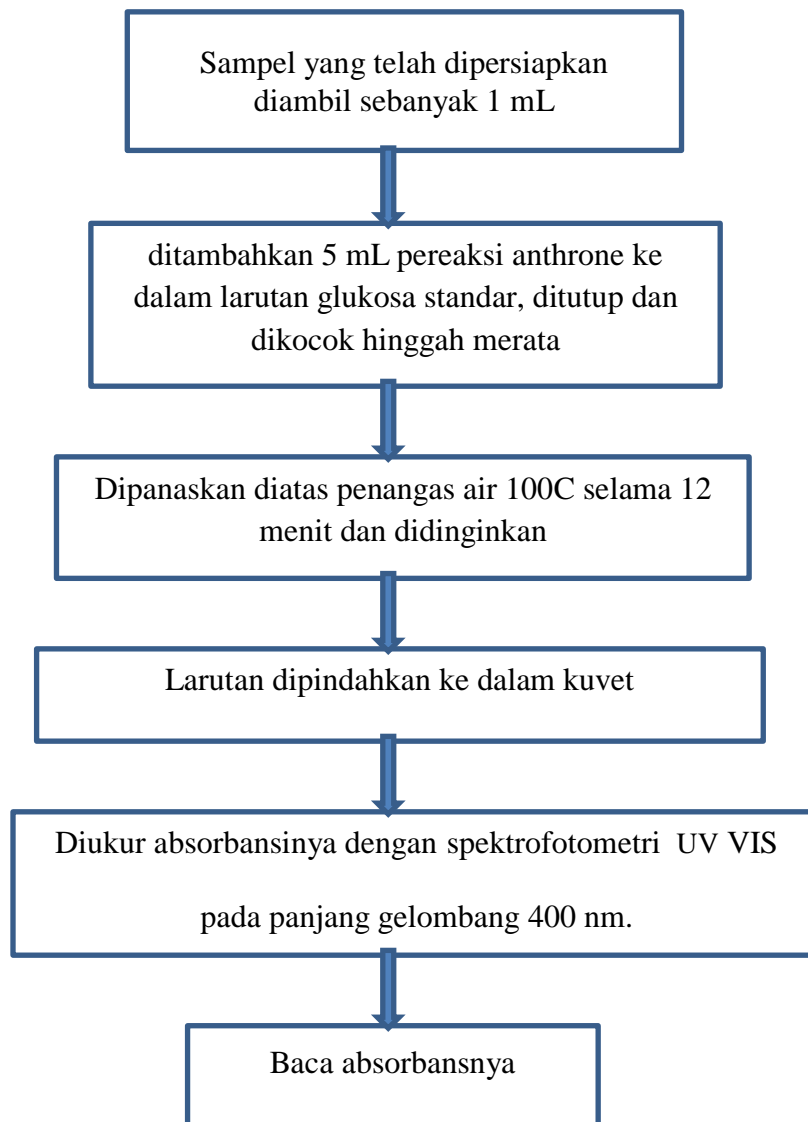 Sampel yang telah dipersiapkan
diambil sebanyak 1 mL
ditambahkan 5 mL pereaksi anthrone ke
dalam larutan glukosa standar, ditutup dan
dikocok hinggah merata
Dipanaskan diatas penangas air 100C selama 12
menit dan didinginkan
Larutan dipindahkan ke dalam kuvet
Diukur absorbansinya dengan spektrofotometri UV VIS
pada panjang gelombang 400 nm.
Baca absorbansnya